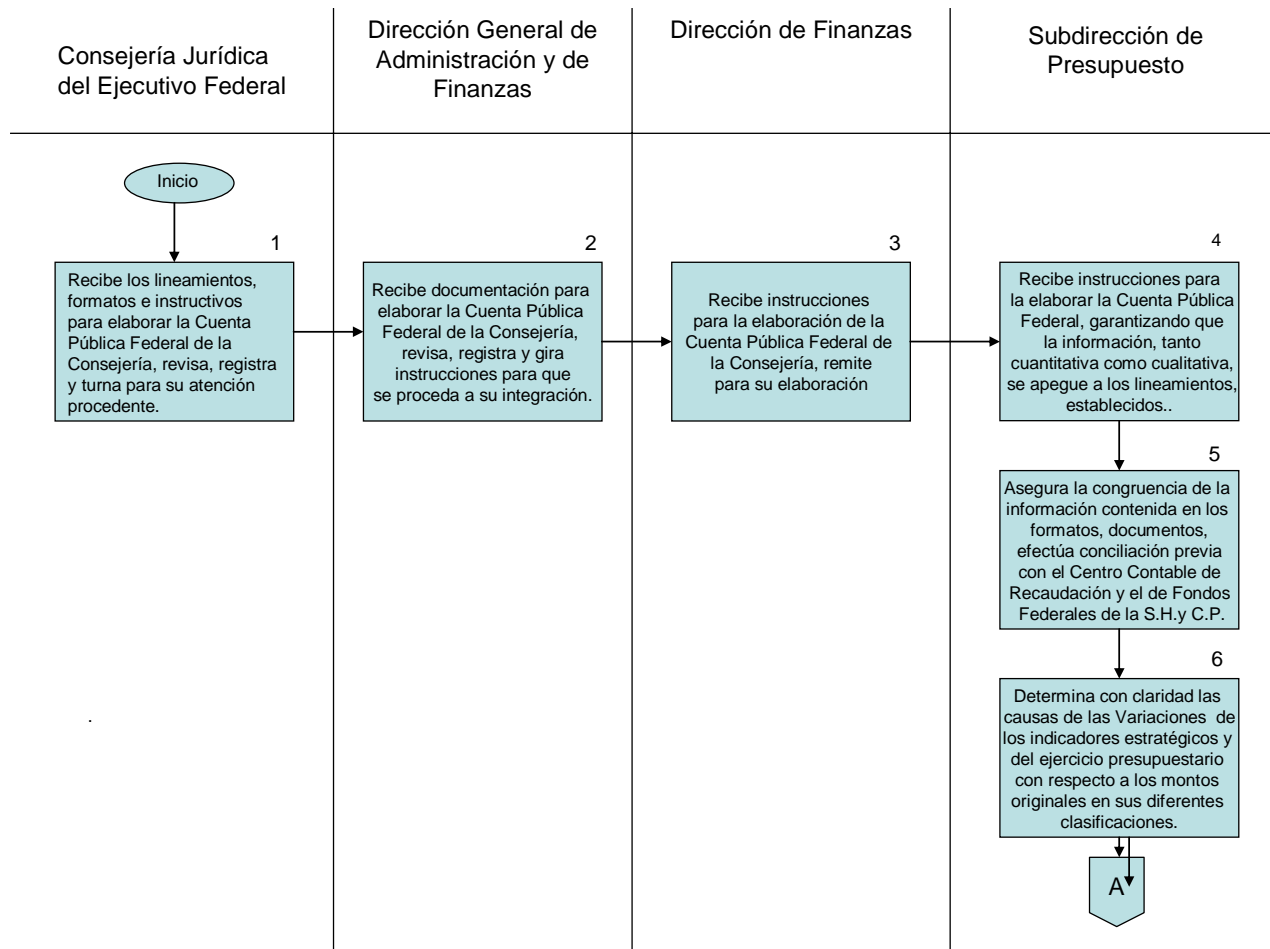 Consejería Jurídica
del Ejecutivo Federal
Dirección General de
Administración y de
Finanzas
Dirección de Finanzas
Subdirección de
Presupuesto
Inicio
1
Recibe los lineamientos,
formatos e instructivos
para elaborar la Cuenta
Pública Federal de la
Consejería, revisa, registra
y turna para su atención
procedente.
2
Recibe documentación para
elaborar la Cuenta Pública
Federal de la Consejería,
revisa, registra y gira
instrucciones para que
se proceda a su integración.
3
Recibe instrucciones
para la elaboración de la
Cuenta Pública Federal de
la Consejería, remite
para su elaboración
4
Recibe instrucciones para
la elaborar la Cuenta Pública
Federal, garantizando que
la información, tanto
cuantitativa como cualitativa,
se apegue a los lineamientos,
establecidos..
5
Asegura la congruencia de la
información contenida en los
formatos, documentos,
efectúa conciliación previa
con el Centro Contable de
Recaudación y el de Fondos
Federales de la S.H.y C.P.
6
Determina con claridad las
causas de las Variaciones de
los indicadores estratégicos y
del ejercicio presupuestario
con respecto a los montos
originales en sus diferentes
clasificaciones.
.
A